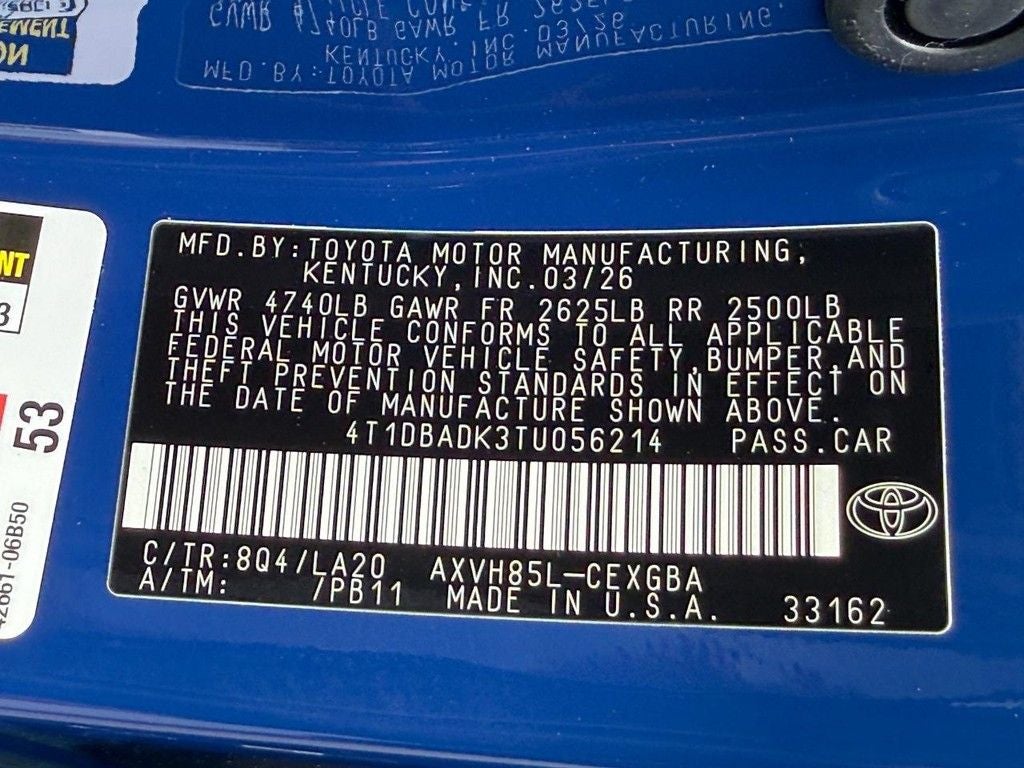 MFD.BY:TOYOTA MOTOR MANUFACTURING,
KENTUCKY,INC.03/26
GVWR 4740LB GAWR FR 2625LB RR 2500LB
THIS VEHICLE CONFORMS TO ALL APPLICABLE
FEDERAL MOTOR VEHICLE SAFETY,BUMPER,AND
THEFT PREVENTION STANDARDS IN EFFECT ON
THE DATE OF MANUFACTURE SHOWN ABOVE.
4T1DBADK3TU056214 PASS.CAR
C/TR:8Q4/LA20 AXVH85L-CEXGBA
A/TM: /PB11 MADE IN U.S.A. 33162
NT
3
53